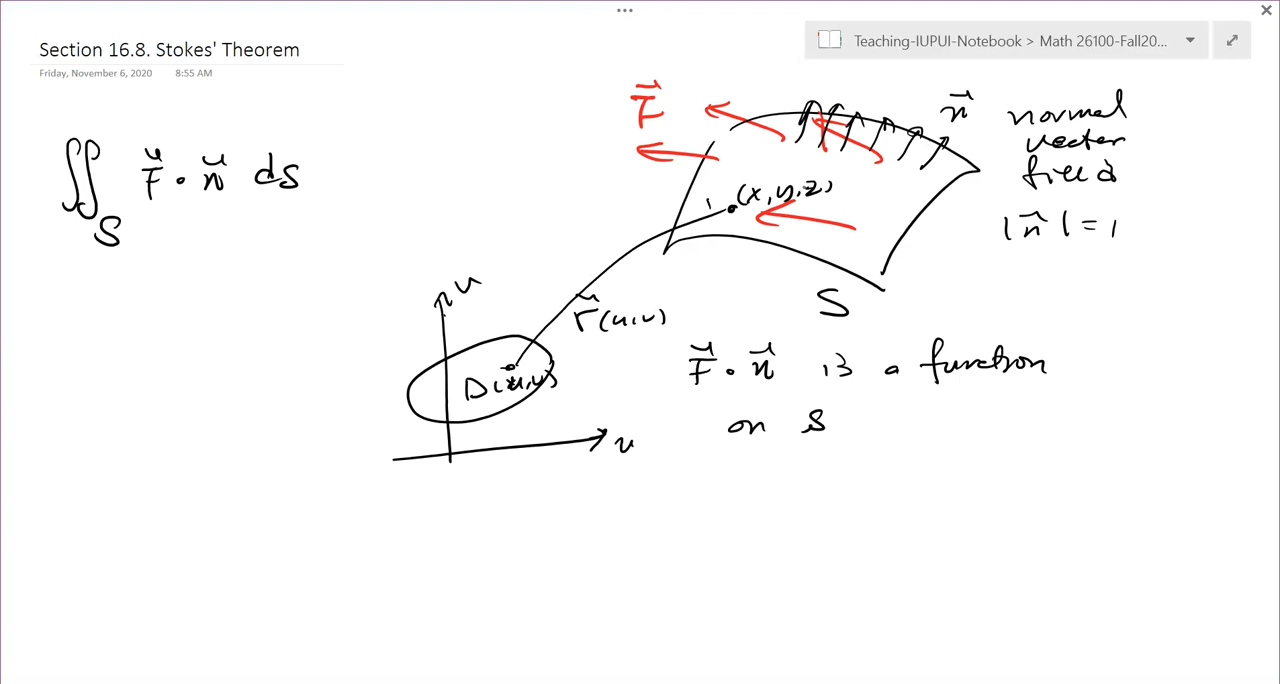 Section 16.8. Stokes' Theorem
Friday, November 6, 2020 8:55 AM
Teaching-IUPUI-Notebook > Math 26100-Fall20...
∬_S F⃗ · n⃗ dS
F⃗
n⃗ normal
vector
field
|n⃗| = 1
(x, y, z)
S
r⃗(u,v)
u
D (u,v)
v
F⃗ · n⃗ is a function
on S